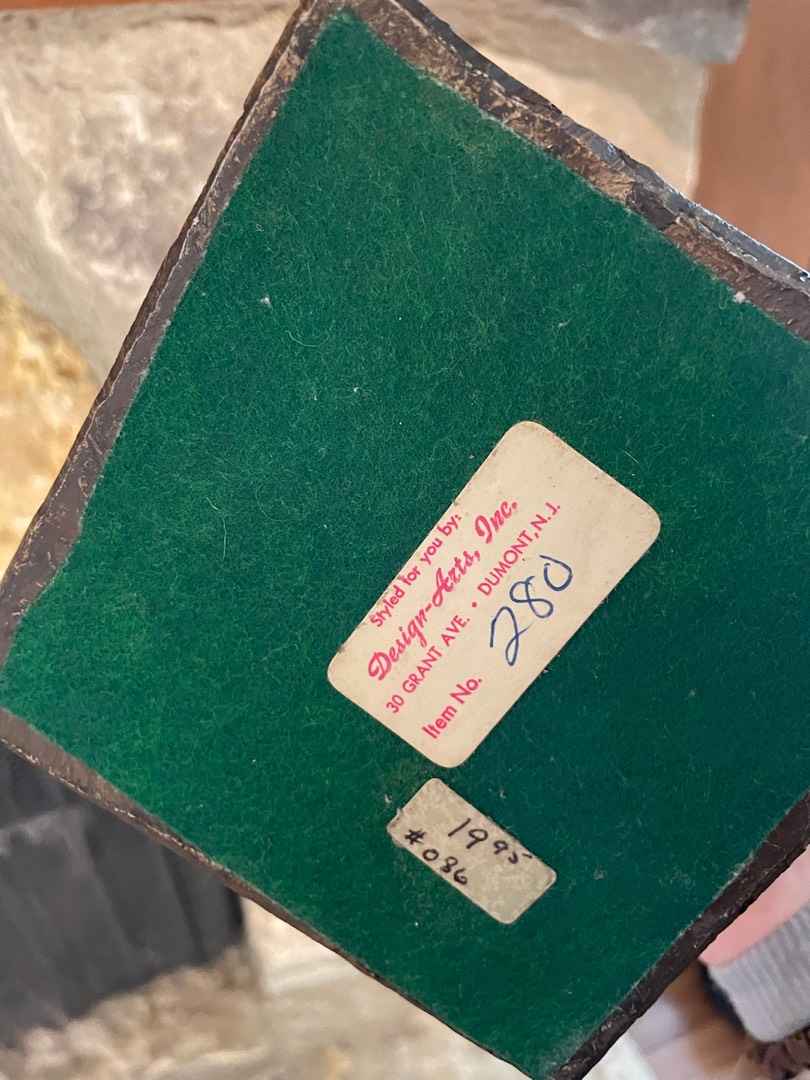 Styled for you by:
Design-Arts, Inc.
30 GRANT AVE. • DUMONT, N.J.
Item No. 280
1995
#086